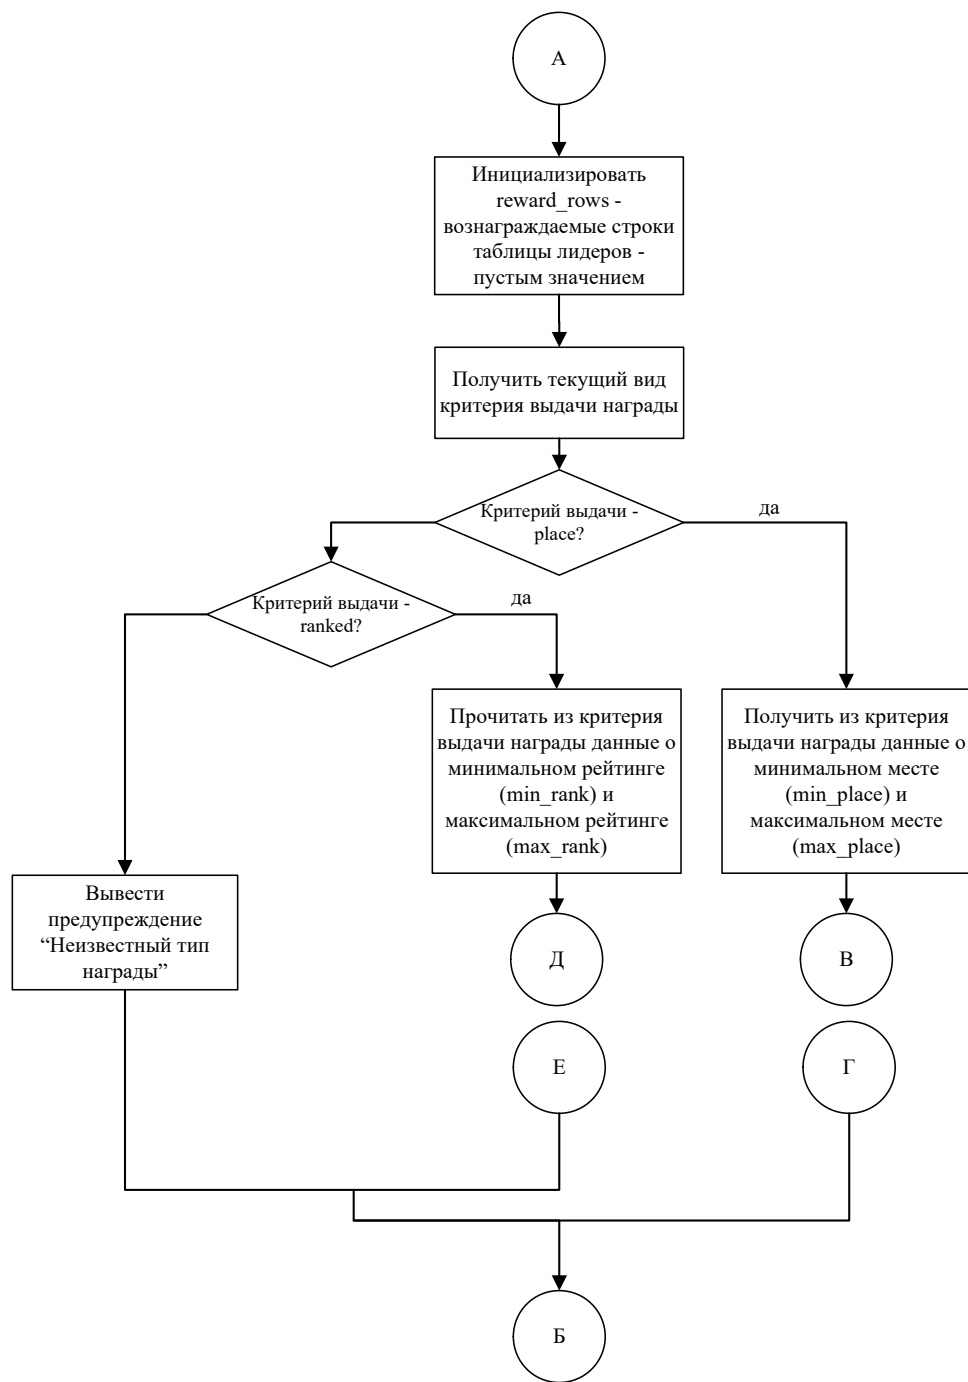 А
Инициализировать
reward_rows -
вознаграждаемые строки
таблицы лидеров -
пустым значением
Получить текущий вид
критерия выдачи награды
Критерий выдачи -
place?
да
Критерий выдачи -
ranked?
да
Прочитать из критерия
выдачи награды данные о
минимальном рейтинге
(min_rank) и
максимальном рейтинге
(max_rank)
Получить из критерия
выдачи награды данные о
минимальном месте
(min_place) и
максимальном месте
(max_place)
Вывести
предупреждение
“Неизвестный тип
награды”
Д
В
Е
Г
Б